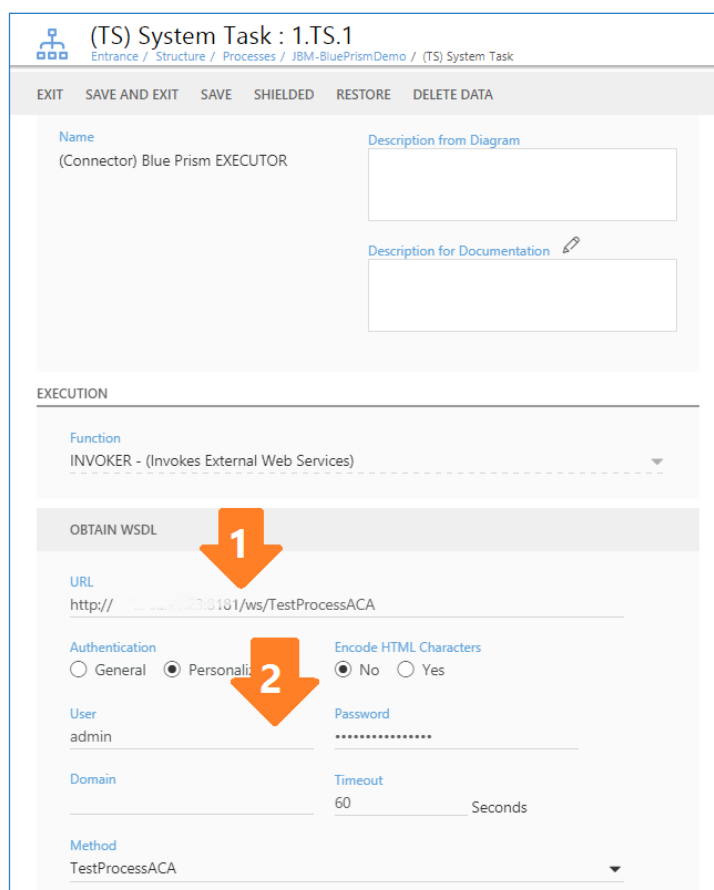 (TS) System Task : 1.TS.1
Entrance / Structure / Processes / JBM-BluePrismDemo / (TS) System Task
EXIT SAVE AND EXIT SAVE SHIELDED RESTORE DELETE DATA
Name
(Connector) Blue Prism EXECUTOR
Description from Diagram
Description for Documentation
EXECUTION
Function
INVOKER - (Invokes External Web Services)
OBTAIN WSDL
1
URL
http:// :8181/ws/TestProcessACA
Authentication
General Personaliz
2
Encode HTML Characters
No Yes
User
admin
Password
••••••••••••••••
Domain
Timeout
60 Seconds
Method
TestProcessACA